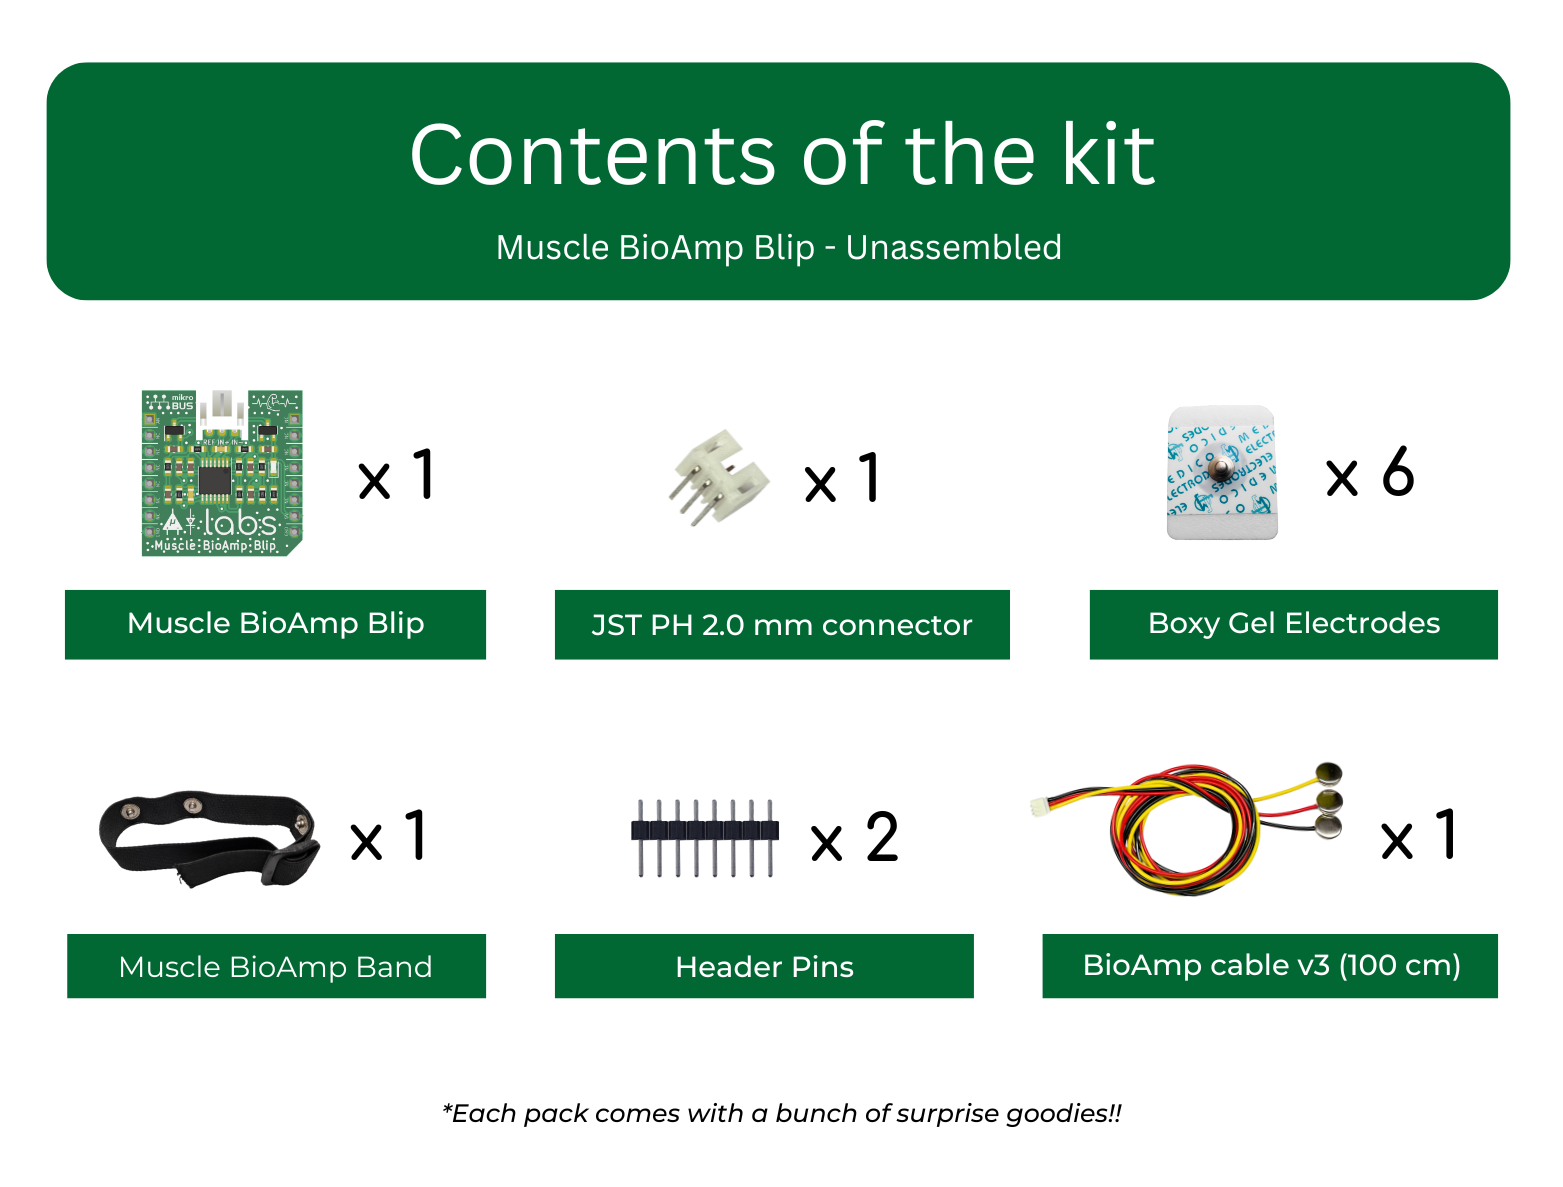 Contents of the kit
Muscle BioAmp Blip - Unassembled
mikro
BUS
REF IN- IN+
labs
Muscle BioAmp Blip
x 1
x 1
x 6
Muscle BioAmp Blip
JST PH 2.0 mm connector
Boxy Gel Electrodes
x 1
x 2
x 1
Muscle BioAmp Band
Header Pins
BioAmp cable v3 (100 cm)
*Each pack comes with a bunch of surprise goodies!!